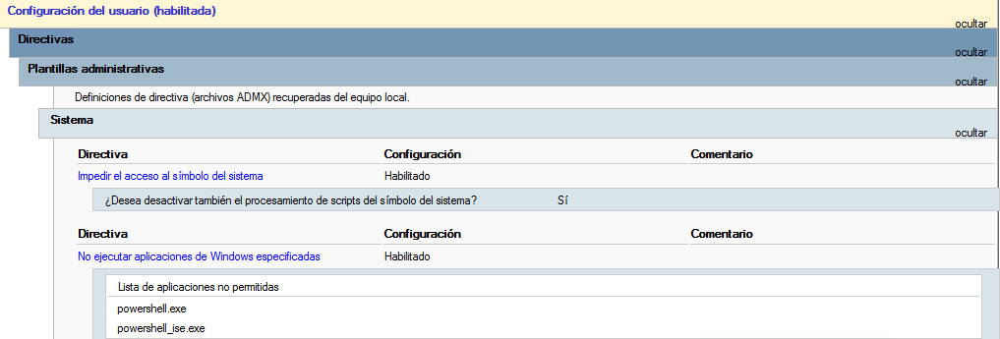 Configuración del usuario (habilitada)
ocultar
Directivas
ocultar
Plantillas administrativas
ocultar
Definiciones de directiva (archivos ADMX) recuperadas del equipo local.
Sistema
ocultar
Directiva Configuración Comentario
Impedir el acceso al símbolo del sistema Habilitado
¿Desea desactivar también el procesamiento de scripts del símbolo del sistema? Sí
Directiva Configuración Comentario
No ejecutar aplicaciones de Windows especificadas Habilitado
Lista de aplicaciones no permitidas
powershell.exe
powershell_ise.exe